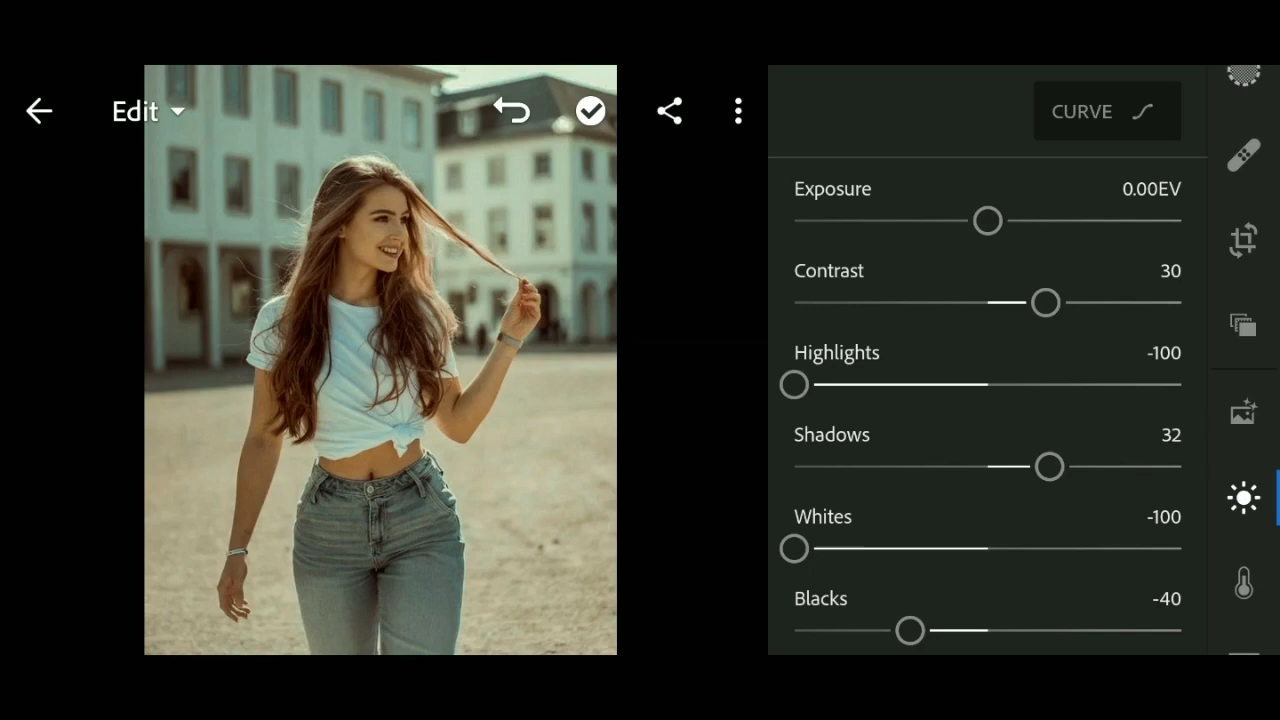 Edit
CURVE
Exposure 0.00EV
Contrast 30
Highlights -100
Shadows 32
Whites -100
Blacks -40